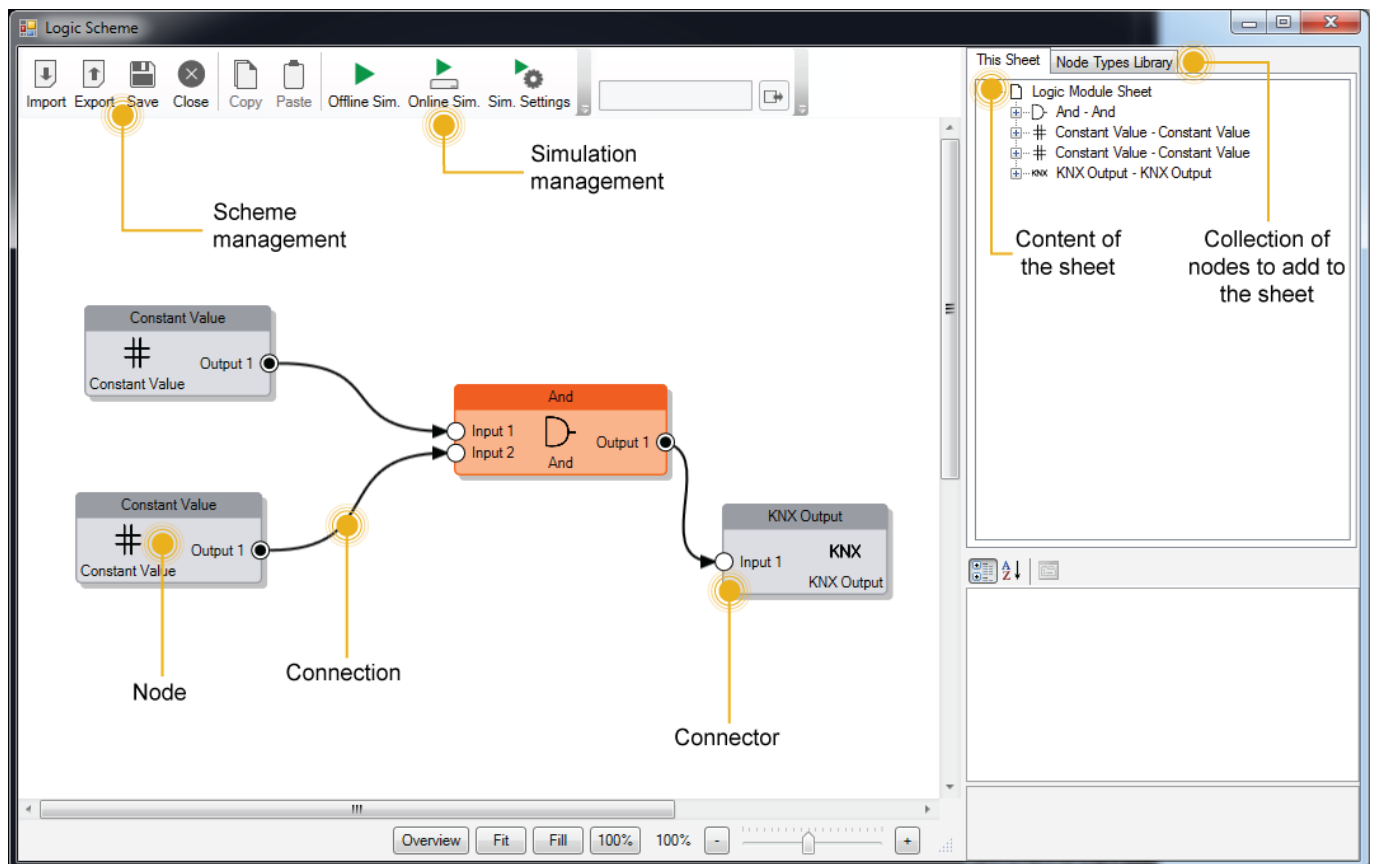 Logic Scheme
Import Export Save Close Copy Paste Offline Sim. Online Sim. Sim. Settings
This Sheet Node Types Library
Logic Module Sheet
And - And
Constant Value - Constant Value
Constant Value - Constant Value
KNX KNX Output - KNX Output
Simulation
management
Scheme
management
Content of
the sheet
Collection of
nodes to add to
the sheet
Constant Value
Output 1
Constant Value
And
Input 1
Input 2
Output 1
And
Constant Value
Output 1
Constant Value
KNX Output
Input 1
KNX
KNX Output
Node
Connection
Connector
A
Z
Overview Fit Fill 100% 100% - +